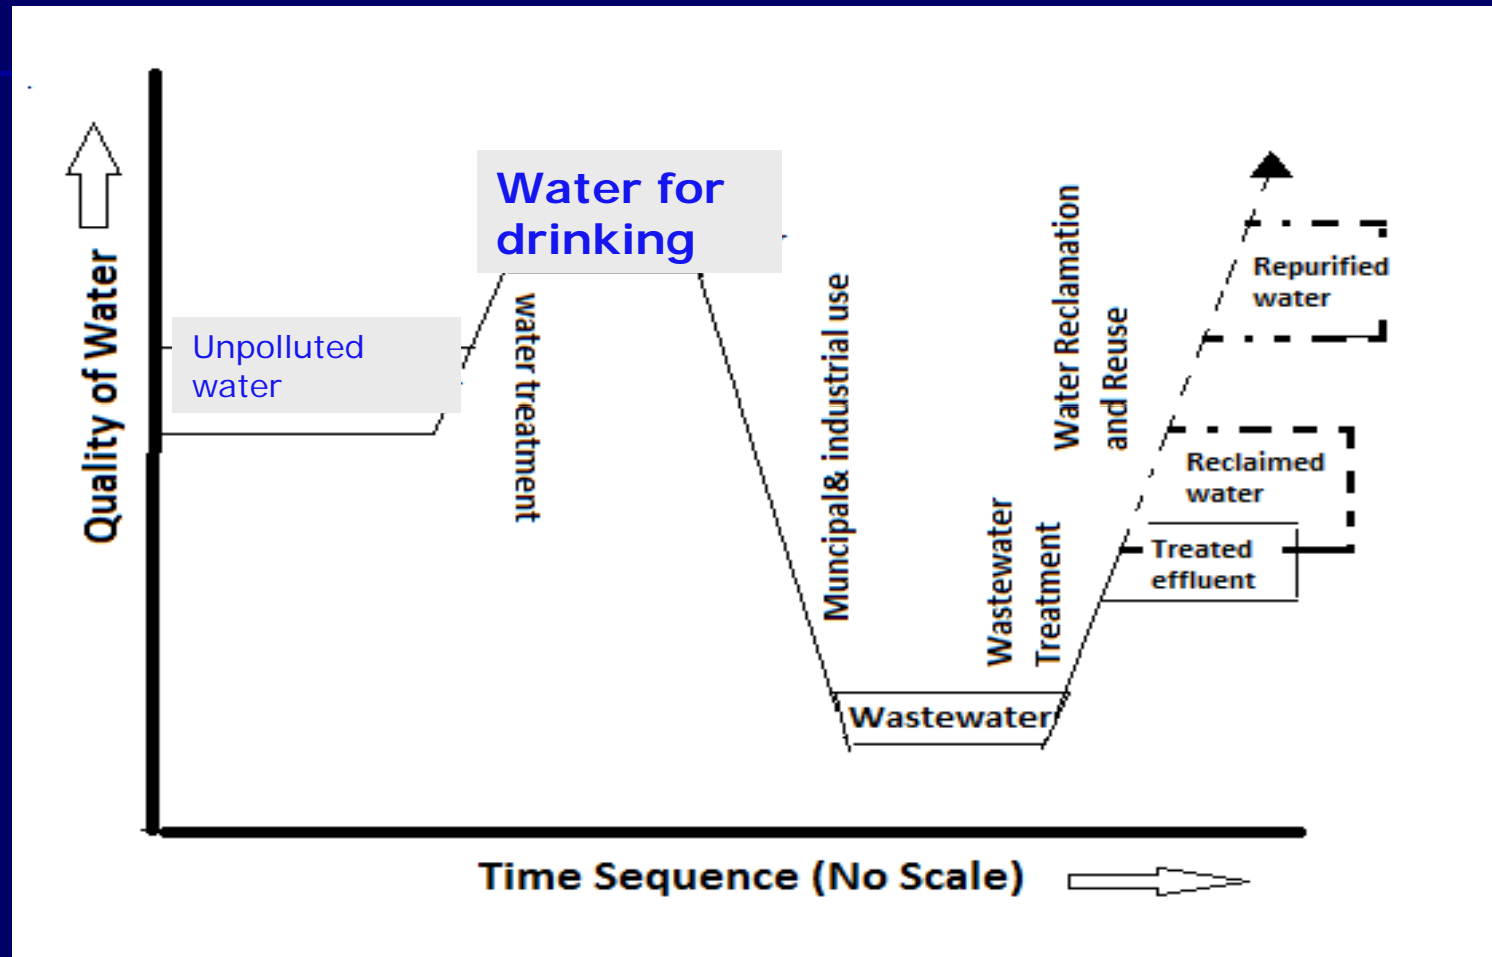 Quality of Water
Unpolluted
water
Water for
drinking
water treatment
Muncipal& industrial use
Wastewater
Wastewater
Treatment
Water Reclamation
and Reuse
Repurified
water
Reclaimed
water
Treated
effluent
Time Sequence (No Scale)